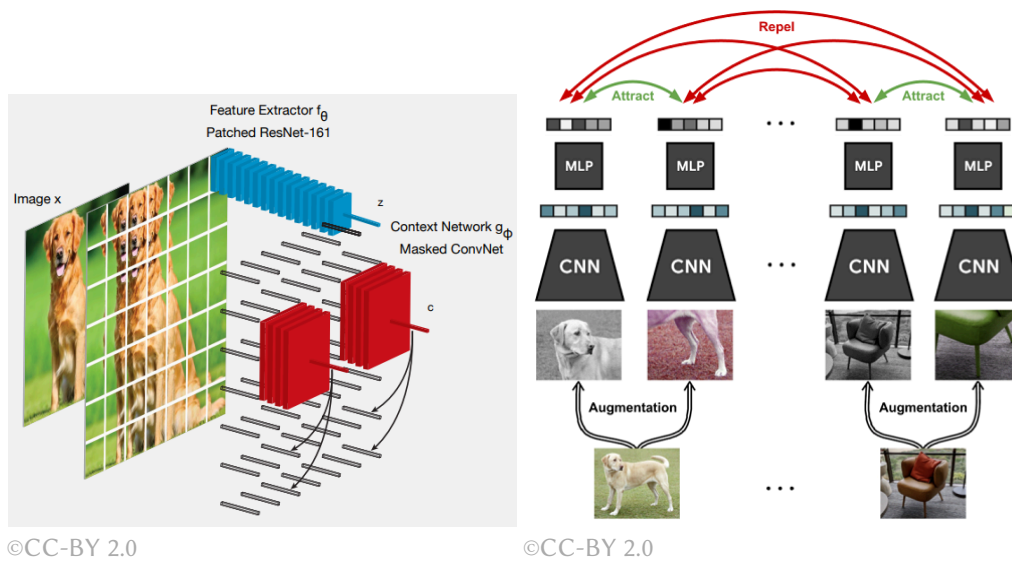 Feature Extractor fθ
Patched ResNet-161
Image x
z
Context Network gϕ
Masked ConvNet
c
©CC-BY 2.0
Repel
Attract
Attract
MLP
MLP
MLP
MLP
CNN
CNN
CNN
CNN
Augmentation
Augmentation
©CC-BY 2.0